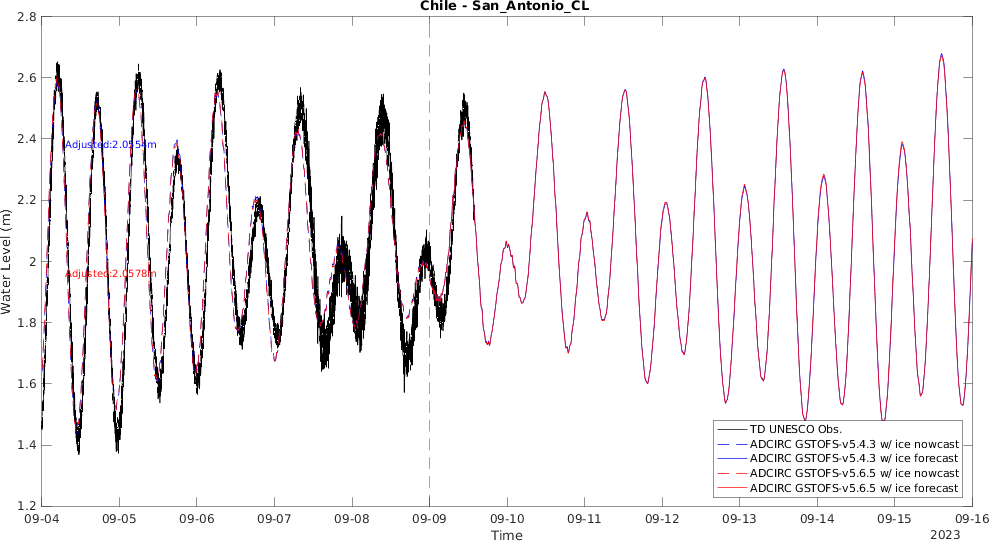 Chile - San_Antonio_CL
2.8
2.6
2.4
2.2
2
1.8
1.6
1.4
1.2
Water Level (m)
Adjusted:2.0554m
Adjusted:2.0578m
TD UNESCO Obs.
ADCIRC GSTOFS-v5.4.3 w/ ice nowcast
ADCIRC GSTOFS-v5.4.3 w/ ice forecast
ADCIRC GSTOFS-v5.6.5 w/ ice nowcast
ADCIRC GSTOFS-v5.6.5 w/ ice forecast
09-04 09-05 09-06 09-07 09-08 09-09 09-10 09-11 09-12 09-13 09-14 09-15 09-16
Time
2023